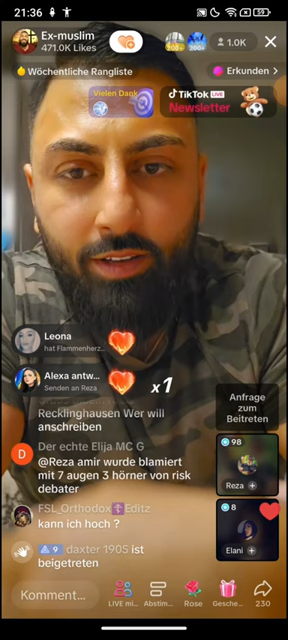 21:36
59
Ex-muslim
471.0K Likes
208+
280+
1.0K
Wöchentliche Rangliste
Erkunden >
Vielen Dank
TikTok LIVE
Newsletter
Leona
hat Flammenherz...
Alexa antw...
Senden an Reza
x1
Recklinghausen Wer will
anschreiben
D
Der echte Elija MC G
@Reza amir wurde blamiert
mit 7 augen 3 hörner von risk
debater
FSL_Orthodox☦️Editz
kann ich hoch ?
9 daxter 1905 ist
beigetreten
Anfrage
zum
Beitreten
98
Reza +
8
Elani +
Komment...
LIVE mi...
Abstim...
Rose
Gesche...
230